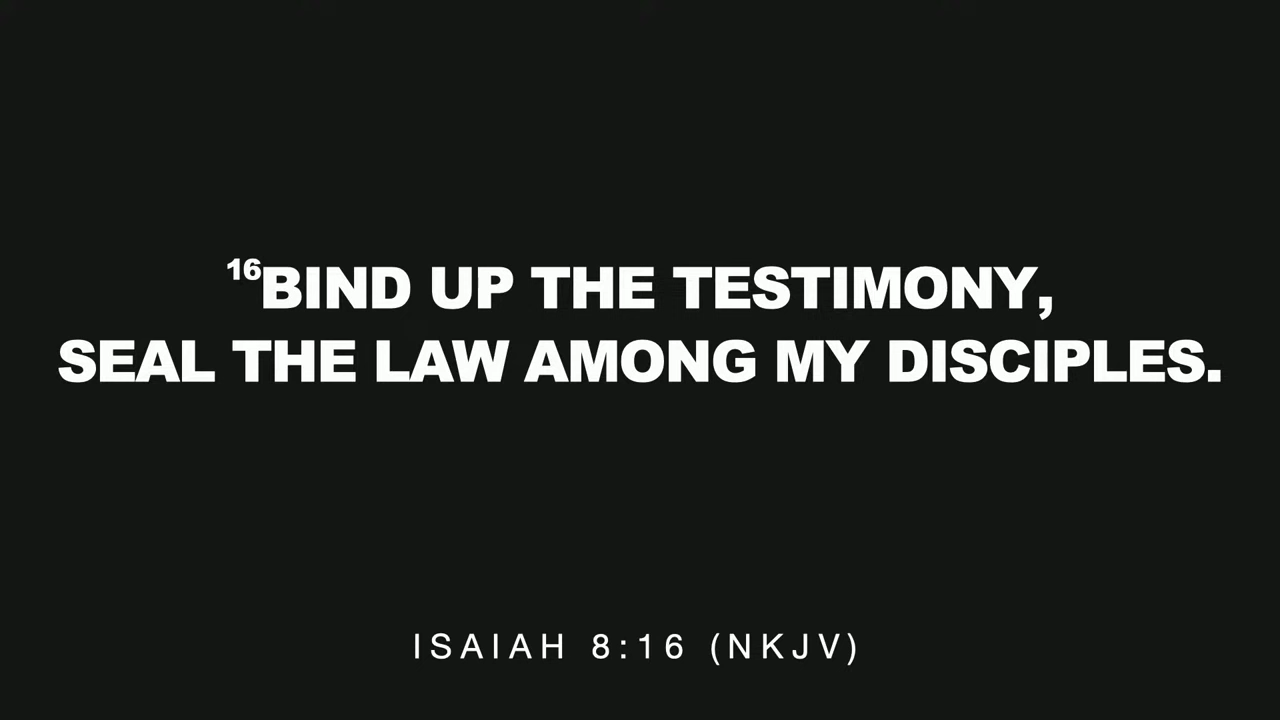 16BIND UP THE TESTIMONY,
SEAL THE LAW AMONG MY DISCIPLES.
ISAIAH 8:16 (NKJV)